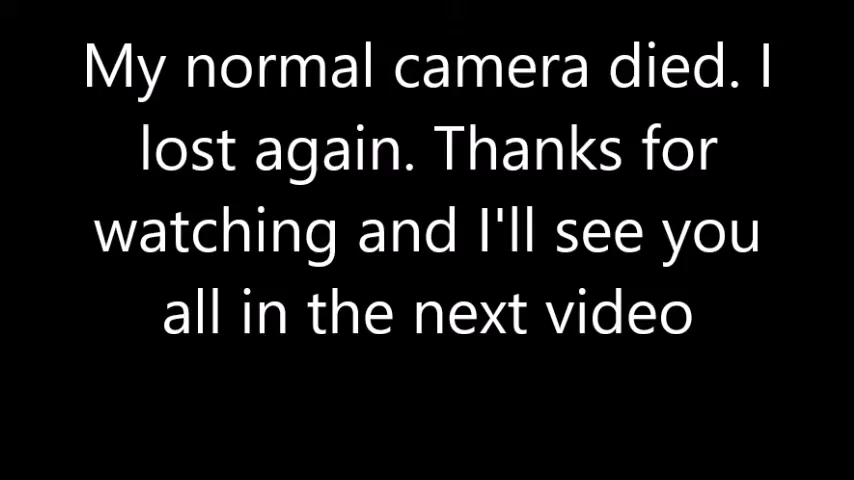 My normal camera died. I
lost again. Thanks for
watching and I'll see you
all in the next video